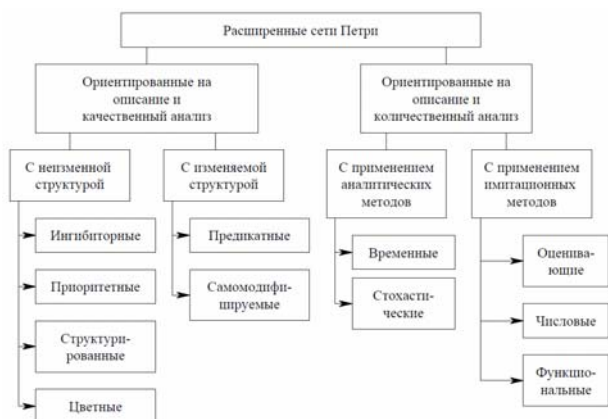 Расширенные сети Петри
Ориентированные на
описание и
качественный анализ
Ориентированные на
описание и
количественный анализ
С неизменной
структурой
С изменяемой
структурой
С применением
аналитических
методов
С применением
имитационных
методов
Ингибиторные
Приоритетные
Структури-
рованные
Цветные
Предикатные
Самомодифи-
цируемые
Временные
Стохасти-
ческие
Оценива-
ющие
Числовые
Функцио-
нальные